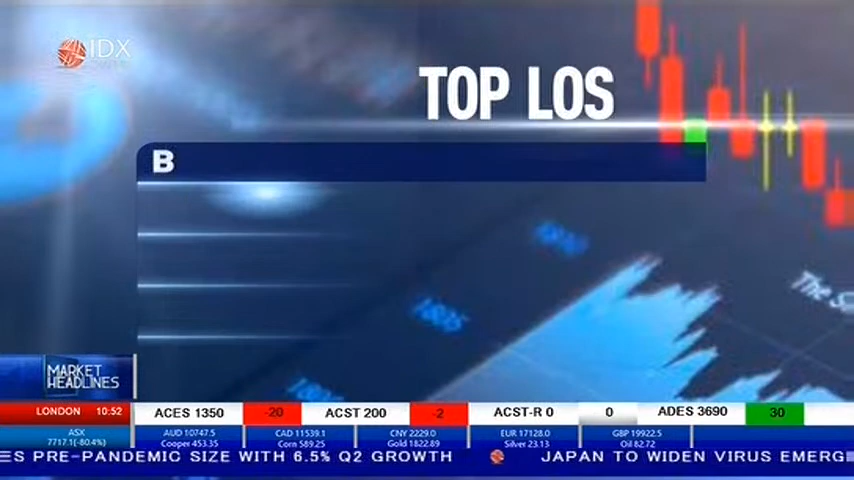 IDX
TOP LOS
B
MARKET
HEADLINES
LONDON 10:52 ACES 1350 -20 ACST 200 -2 ACST-R 0 0 ADES 3690 30
ASX AUD 10747.5 CAD 11539.1 CNY 2229.0 EUR 17128.0 GBP 19922.5
7717.1(-80.4%) Cooper 453.35 Corn 589.25 Gold 1822.89 Silver 23.13 Oil 82.72
ES PRE-PANDEMIC SIZE WITH 6.5% Q2 GROWTH JAPAN TO WIDEN VIRUS EMERG